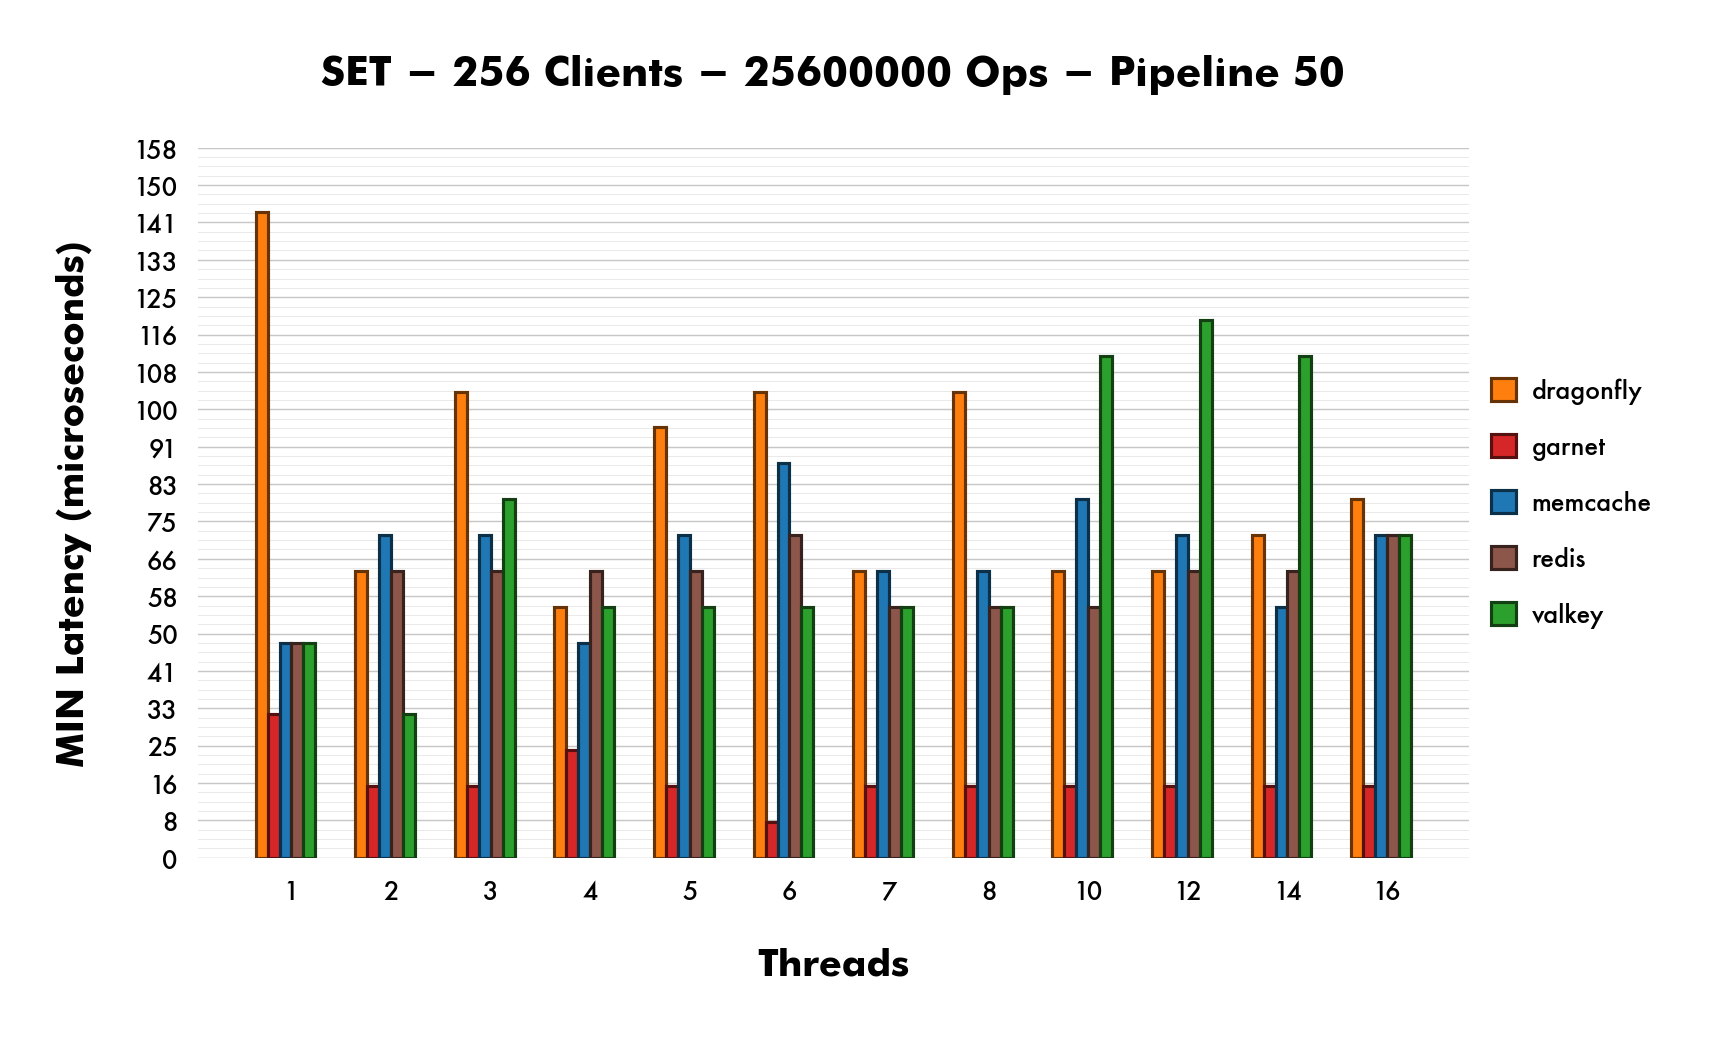 SET – 256 Clients – 25600000 Ops – Pipeline 50
MIN Latency (microseconds)
158
150
141
133
125
116
108
100
91
83
75
66
58
50
41
33
25
16
8
0
1 2 3 4 5 6 7 8 10 12 14 16
Threads
dragonfly
garnet
memcache
redis
valkey